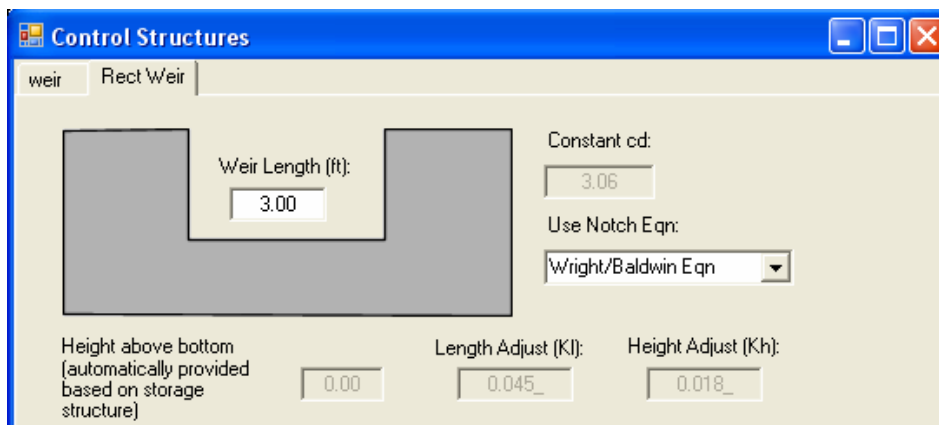 Control Structures
weir
Rect Weir
Weir Length (ft):
3.00
Constant cd:
3.06
Use Notch Eqn:
Wright/Baldwin Eqn
Height above bottom
(automatically provided
based on storage
structure)
0.00
Length Adjust (Kl):
0.045_
Height Adjust (Kh):
0.018_